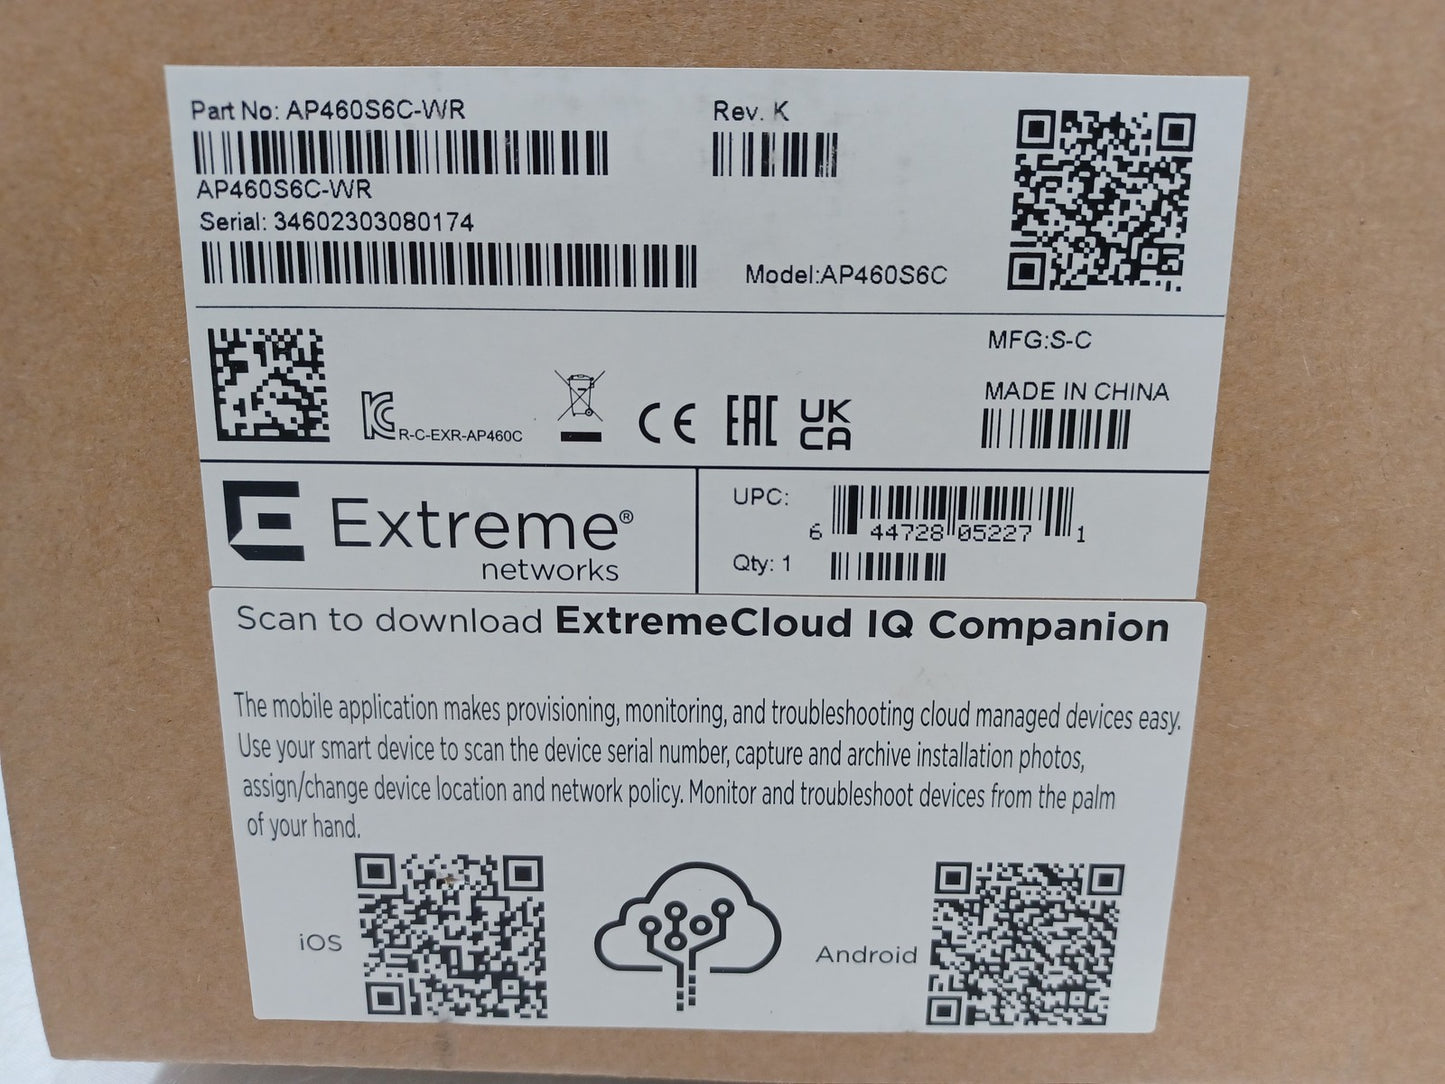 Part No: AP460S6C-WR
Rev. K
AP460S6C-WR
Serial: 34602303080174
Model:AP460S6C
MFG:S-C
MADE IN CHINA
R-C-EXR-AP460C
CE
EAC
UK
CA
Extreme®
networks
UPC:
6 44728 05227 1
Qty: 1
Scan to download ExtremeCloud IQ Companion
The mobile application makes provisioning, monitoring, and troubleshooting cloud managed devices easy.
Use your smart device to scan the device serial number, capture and archive installation photos,
assign/change device location and network policy. Monitor and troubleshoot devices from the palm
of your hand.
iOS
Android